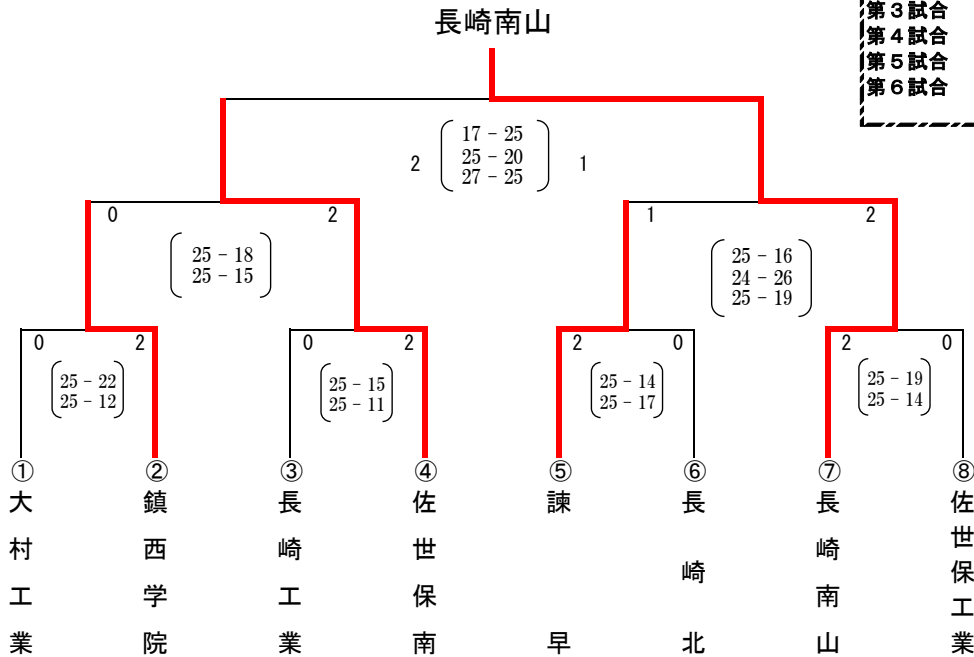 長崎南山
第3試合
第4試合
第5試合
第6試合
2
17 - 25
25 - 20
27 - 25
1
0
2
25 - 18
25 - 15
1
2
25 - 16
24 - 26
25 - 19
0
2
25 - 22
25 - 12
0
2
25 - 15
25 - 11
2
0
25 - 14
25 - 17
2
0
25 - 19
25 - 14
①
大村工業
②
鎮西学院
③
長崎工業
④
佐世保南
⑤
諫早
⑥
長崎北
⑦
長崎南山
⑧
佐世保工業